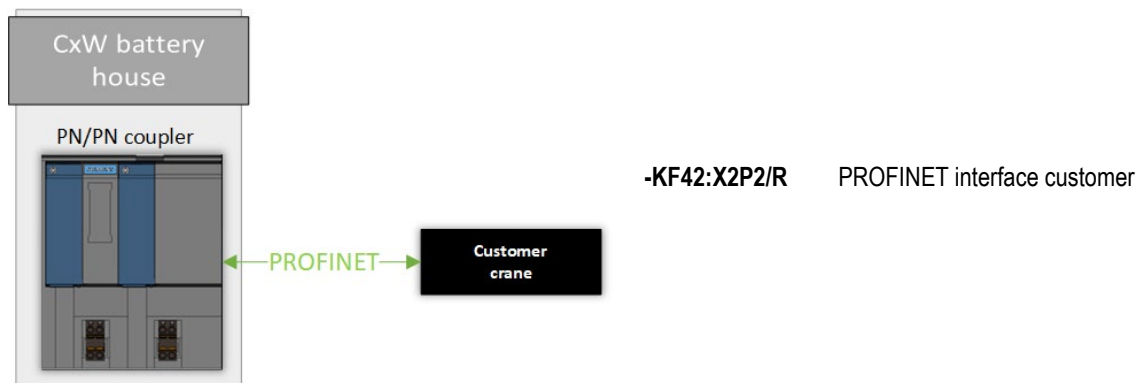 CxW battery
house
PN/PN coupler
-KF42:X2P2/R PROFINET interface customer
PROFINET
Customer
crane